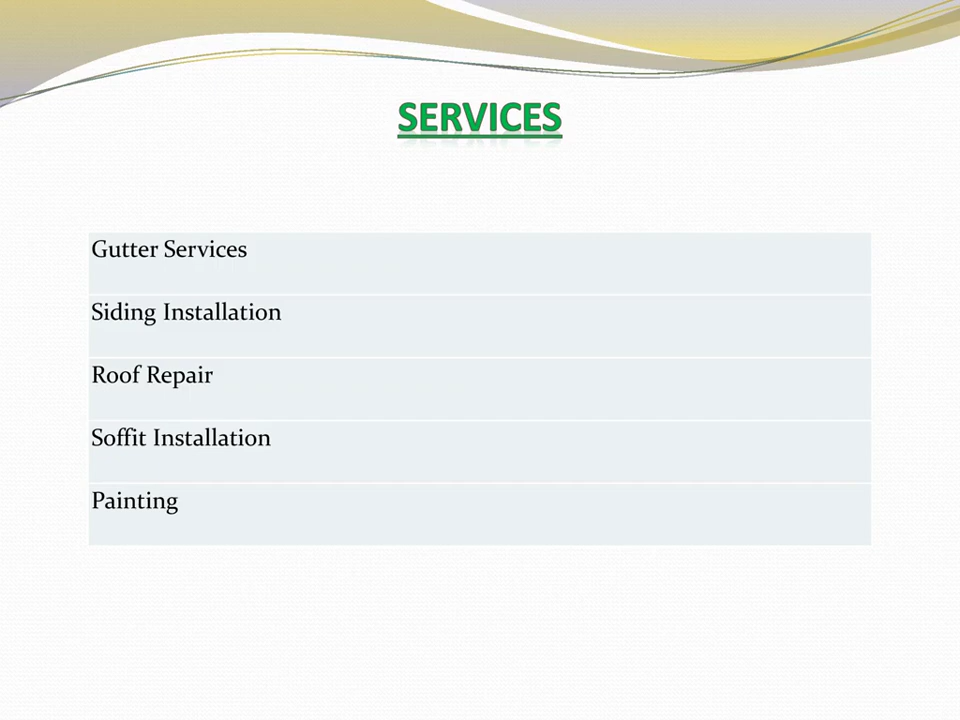 SERVICES
Gutter Services
Siding Installation
Roof Repair
Soffit Installation
Painting